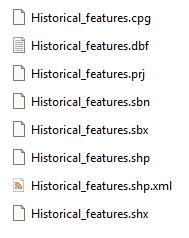 Historical_features.cpg
Historical_features.dbf
Historical_features.prj
Historical_features.sbn
Historical_features.sbx
Historical_features.shp
Historical_features.shp.xml
Historical_features.shx